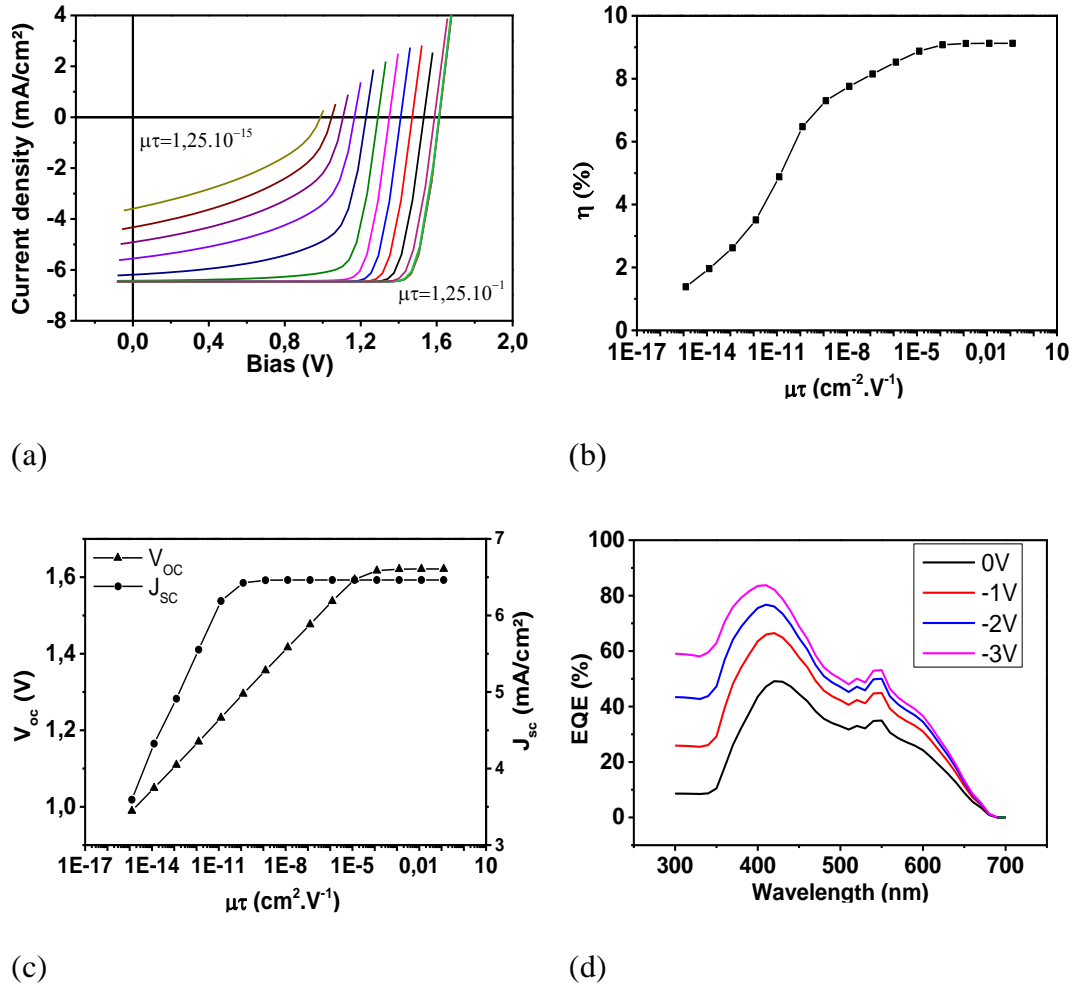 4
2
0
-2
-4
-6
-8
Current density (mA/cm²)
μτ=1,25.10⁻¹⁵
μτ=1,25.10⁻¹
0,0 0,4 0,8 1,2 1,6 2,0
Bias (V)
(a)
10
8
6
4
2
0
η (%)
1E-17 1E-14 1E-11 1E-8 1E-5 0,01 10
μτ (cm⁻².V⁻¹)
(b)
V_OC
J_SC
1,6
1,4
1,2
1,0
V_oc (V)
7
6
5
4
3
J_sc (mA/cm²)
1E-17 1E-14 1E-11 1E-8 1E-5 0,01 10
μτ (cm².V⁻¹)
(c)
100
80
60
40
20
0
EQE (%)
0V
-1V
-2V
-3V
300 400 500 600 700
Wavelength (nm)
(d)